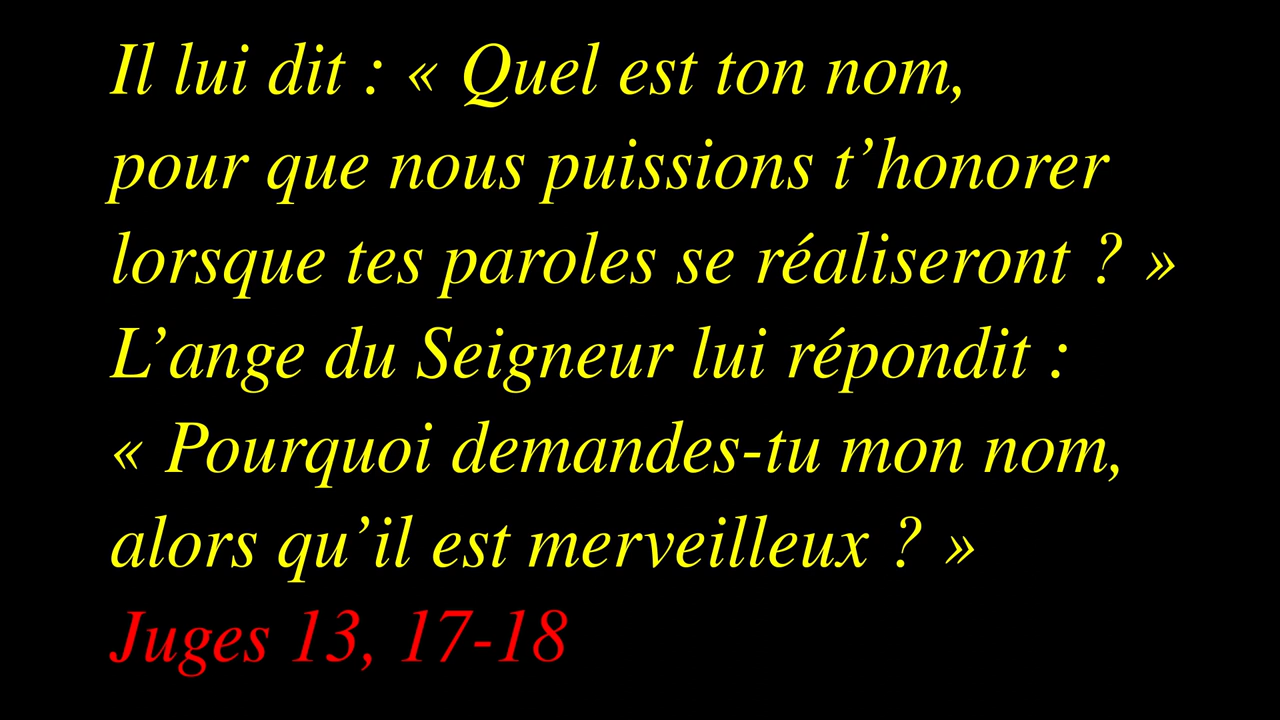 Il lui dit : « Quel est ton nom,
pour que nous puissions t’honorer
lorsque tes paroles se réaliseront ? »
L’ange du Seigneur lui répondit :
« Pourquoi demandes-tu mon nom,
alors qu’il est merveilleux ? »
Juges 13, 17-18